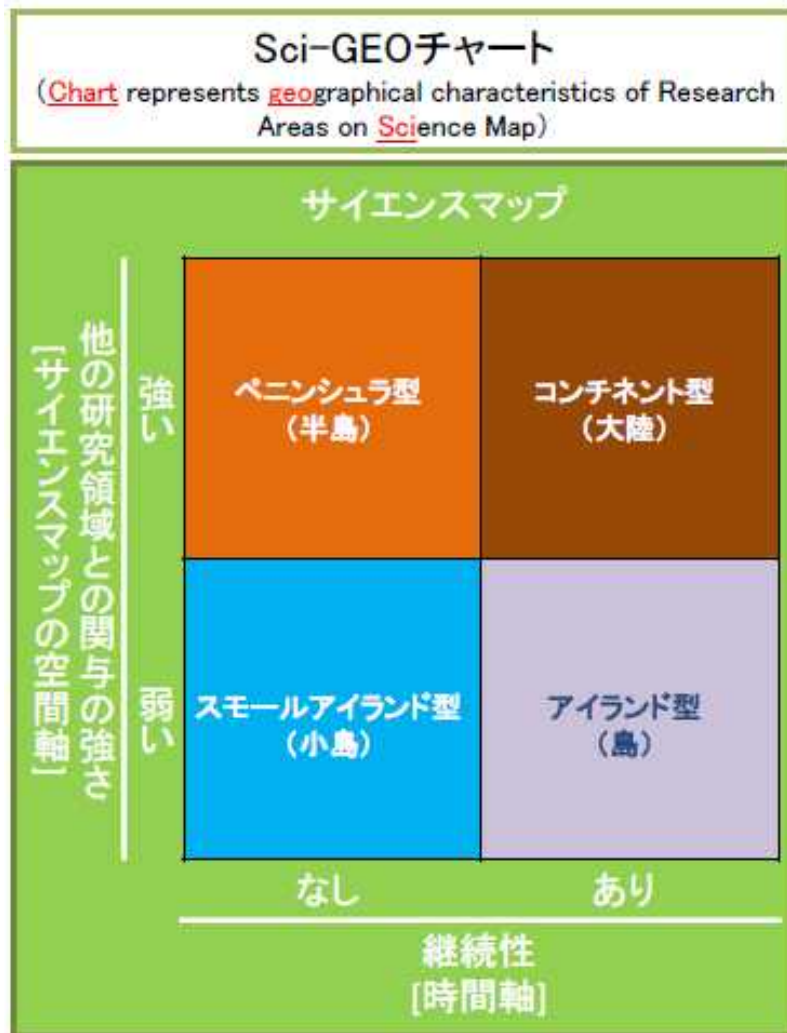 Sci-GEOチャート
(Chart represents geographical characteristics of Research
Areas on Science Map)
サイエンスマップ
他の研究領域との関与の強さ
[サイエンスマップの空間軸]
強い
ペニンシュラ型
(半島)
コンチネント型
(大陸)
弱い
スモールアイランド型
(小島)
アイランド型
(島)
なし
あり
継続性
[時間軸]